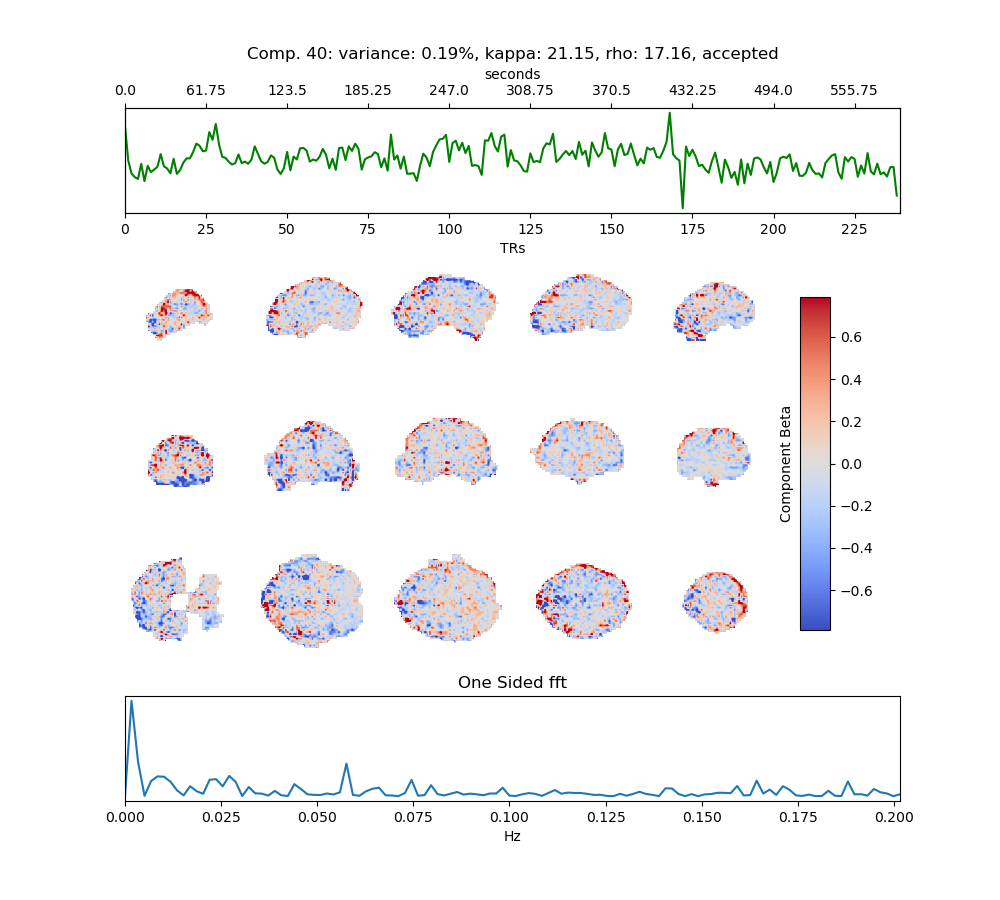 Comp. 40: variance: 0.19%, kappa: 21.15, rho: 17.16, accepted
seconds
0.0 61.75 123.5 185.25 247.0 308.75 370.5 432.25 494.0 555.75
0 25 50 75 100 125 150 175 200 225
TRs
0.6
0.4
0.2
0.0
−0.2
−0.4
−0.6
Component Beta
One Sided fft
0.000 0.025 0.050 0.075 0.100 0.125 0.150 0.175 0.200
Hz